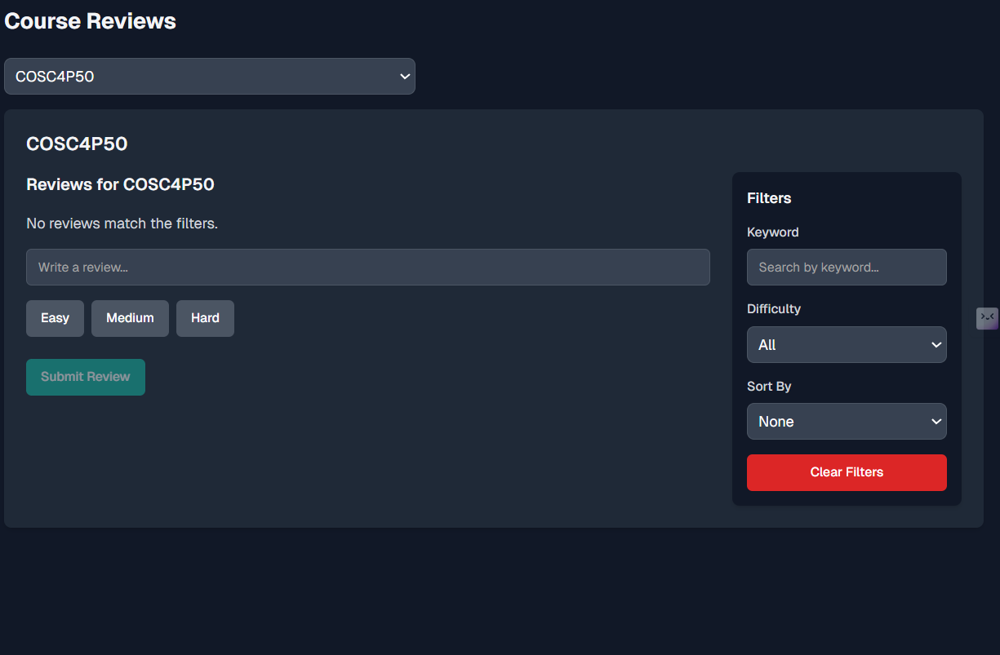 Course Reviews
COSC4P50
COSC4P50
Reviews for COSC4P50
No reviews match the filters.
Write a review...
Easy
Medium
Hard
Submit Review
Filters
Keyword
Search by keyword...
Difficulty
All
Sort By
None
Clear Filters